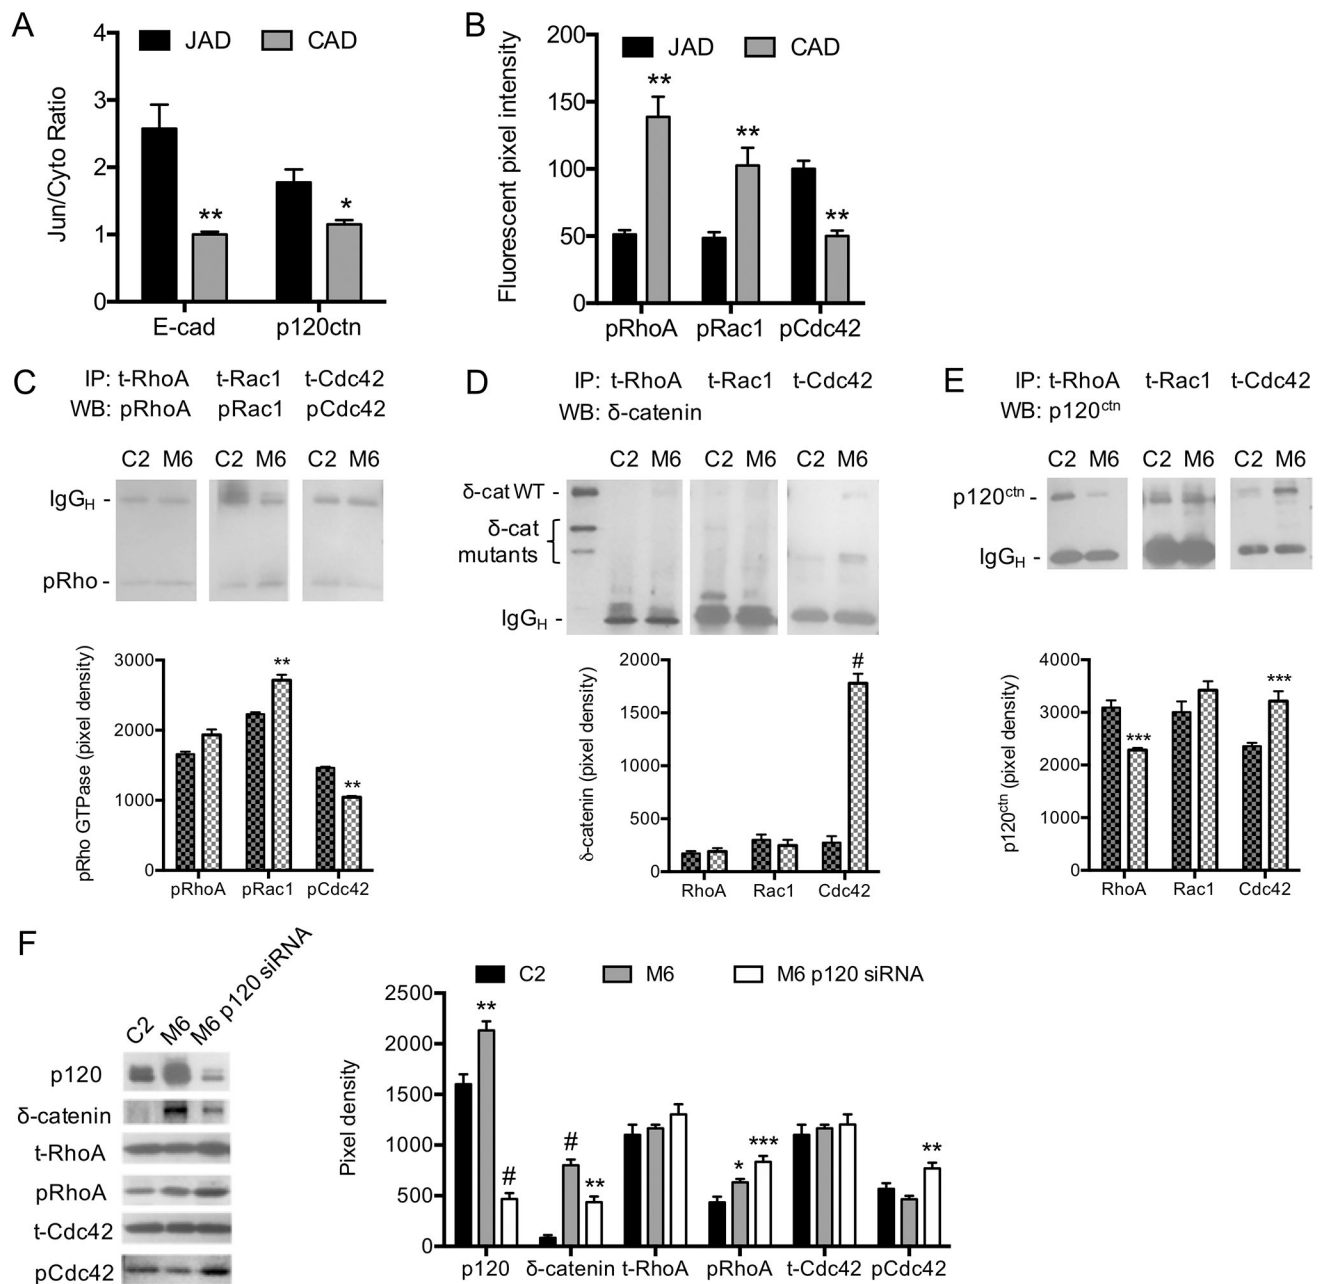 A
4
3
2
1
0
Jun/Cyto Ratio
JAD CAD
** *
E-cad p120ctn
B
200
150
100
50
0
Fluorescent pixel intensity
JAD CAD
** ** **
pRhoA pRac1 pCdc42
C
IP: t-RhoA t-Rac1 t-Cdc42
WB: pRhoA pRac1 pCdc42
C2 M6 C2 M6 C2 M6
IgGH -
pRho -
3000
2000
1000
0
pRho GTPase (pixel density)
** **
pRhoA pRac1 pCdc42
D
IP: t-RhoA t-Rac1 t-Cdc42
WB: δ-catenin
C2 M6 C2 M6 C2 M6
δ-cat WT -
δ-cat
mutants
IgGH -
2000
1500
1000
500
0
δ-catenin (pixel density)
#
RhoA Rac1 Cdc42
E
IP: t-RhoA t-Rac1 t-Cdc42
WB: p120ctn
C2 M6 C2 M6 C2 M6
p120ctn -
IgGH -
4000
3000
2000
1000
0
p120ctn (pixel density)
*** ***
RhoA Rac1 Cdc42
F
C2 M6 M6 p120 siRNA
p120
δ-catenin
t-RhoA
pRhoA
t-Cdc42
pCdc42
C2 M6 M6 p120 siRNA
2500
2000
1500
1000
500
0
Pixel density
** # # ** * *** **
p120 δ-catenin t-RhoA pRhoA t-Cdc42 pCdc42